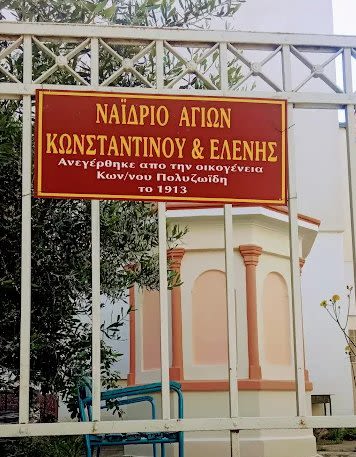 ΝΑΪΔΡΙΟ ΑΓΙΩΝ
ΚΩΝΣΤΑΝΤΙΝΟΥ & ΕΛΕΝΗΣ
Ανεγέρθηκε απο την οικογένεια
Κων/νου Πολυζωΐδη
το 1913